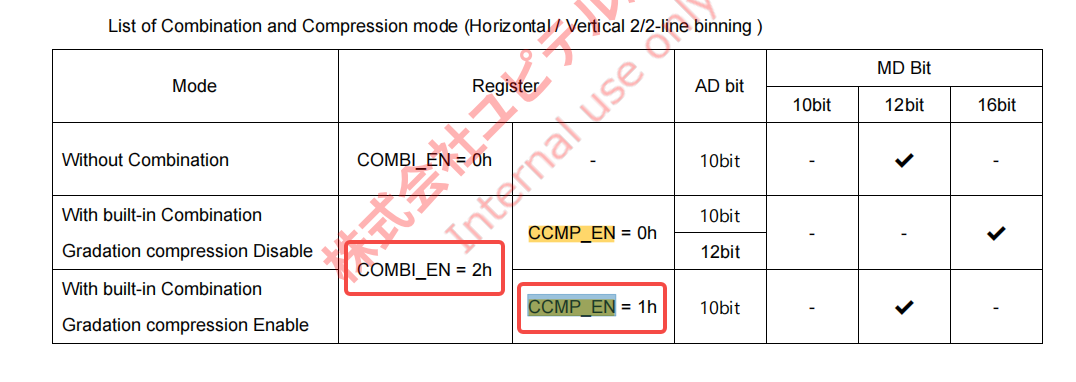 List of Combination and Compression mode (Horizontal / Vertical 2/2-line binning )
Mode Register AD bit MD Bit
10bit 12bit 16bit
Without Combination COMBI_EN = 0h - 10bit - ✔ -
With built-in Combination
Gradation compression Disable
COMBI_EN = 2h
CCMP_EN = 0h
10bit
12bit
- - ✔
With built-in Combination
Gradation compression Enable
CCMP_EN = 1h 10bit - ✔ -
株式会社ユピテル
Internal use only